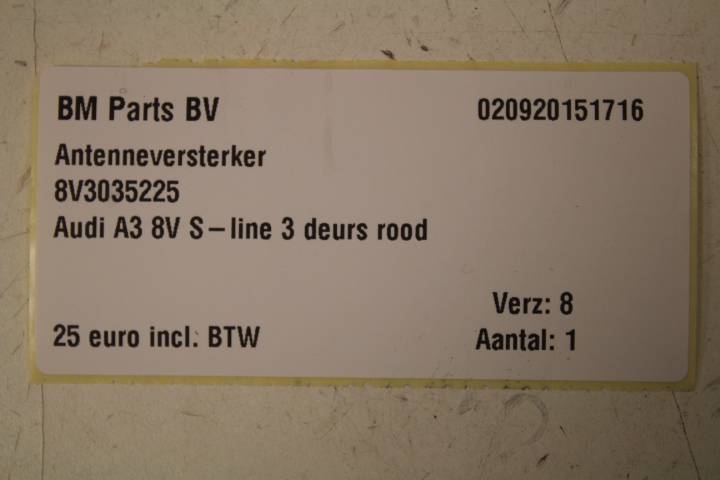 BM Parts BV 020920151716
Antenneversterker
8V3035225
Audi A3 8V S-line 3 deurs rood
Verz: 8
25 euro incl. BTW Aantal: 1